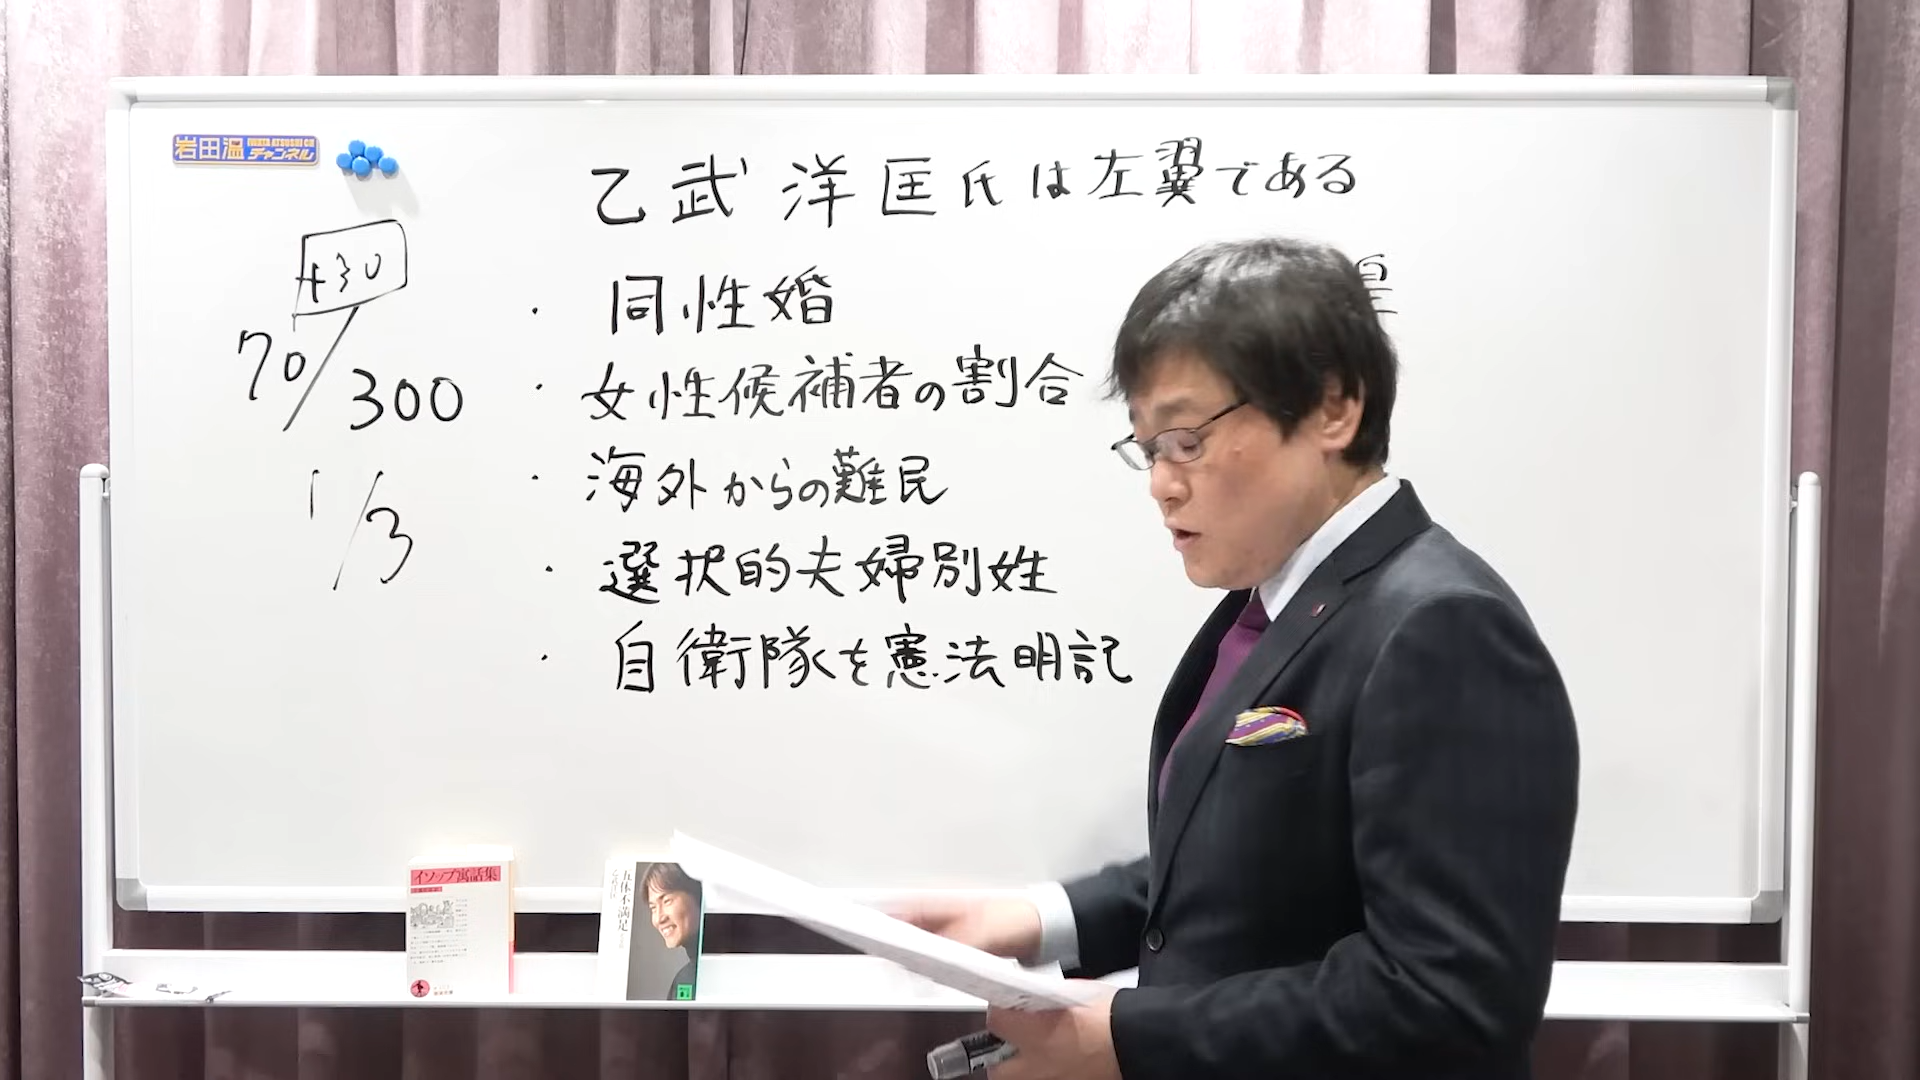 岩田温
チャンネル
乙武洋匡氏は左翼である
+30
70/300
1/3
・同性婚
・女性候補者の割合
・海外からの難民
・選択的夫婦別姓
・自衛隊を憲法明記
イソップ寓話集
五体不満足